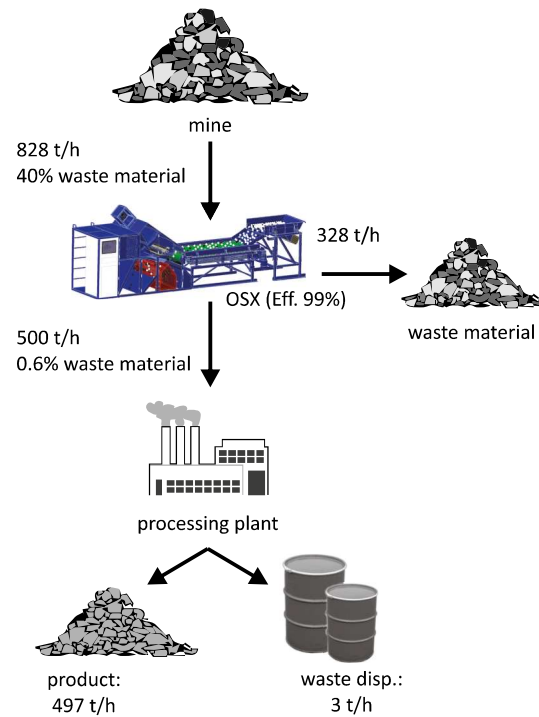 mine
828 t/h
40% waste material
328 t/h
OSX (Eff. 99%)
waste material
500 t/h
0.6% waste material
processing plant
product:
497 t/h
waste disp.:
3 t/h